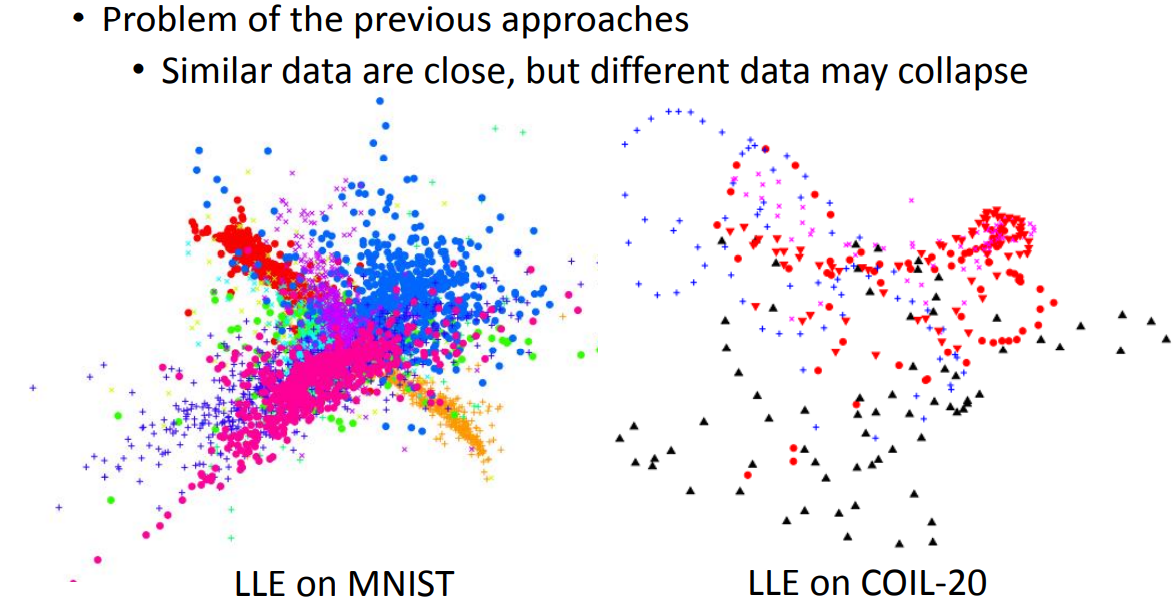 • Problem of the previous approaches
• Similar data are close, but different data may collapse
LLE on MNIST
LLE on COIL-20